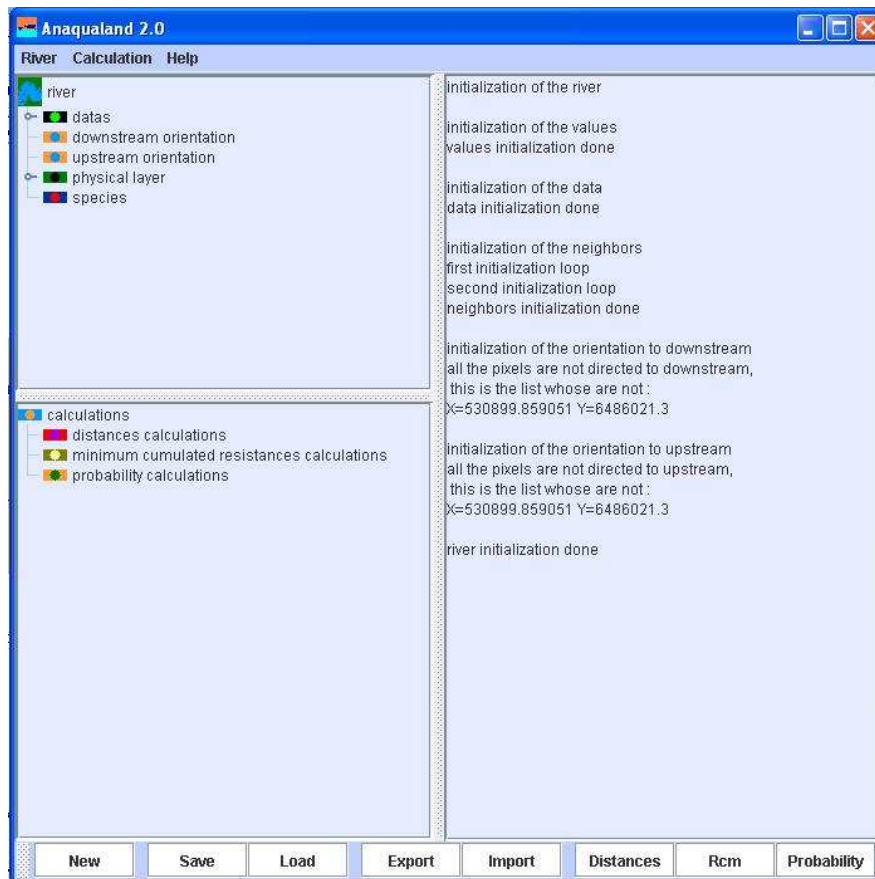 Anaqualand 2.0
River Calculation Help
river
datas
downstream orientation
upstream orientation
physical layer
species
calculations
distances calculations
minimum cumulated resistances calculations
probability calculations
initialization of the river
initialization of the values
values initialization done
initialization of the data
data initialization done
initialization of the neighbors
first initialization loop
second initialization loop
neighbors initialization done
initialization of the orientation to downstream
all the pixels are not directed to downstream,
this is the list whose are not :
X=530899.859051 Y=6486021.3
initialization of the orientation to upstream
all the pixels are not directed to upstream,
this is the list whose are not :
X=530899.859051 Y=6486021.3
river initialization done
New Save Load Export Import Distances Rcm Probability